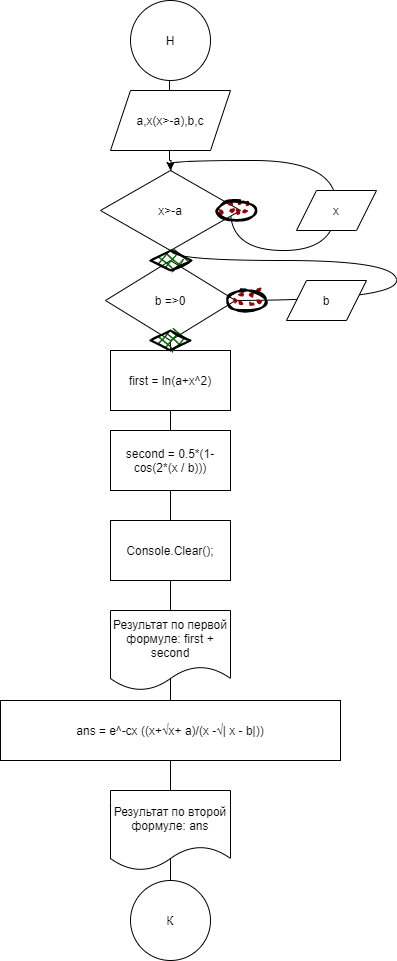 Н
a,x(x>-a),b,c
x>-a
x
b =>0
b
first = ln(a+x^2)
second = 0.5*(1-
cos(2*(x / b)))
Console.Clear();
Результат по первой
формуле: first +
second
ans = e^-cx ((x+√x+ a)/(x -√| x - b|))
Результат по второй
формуле: ans
К